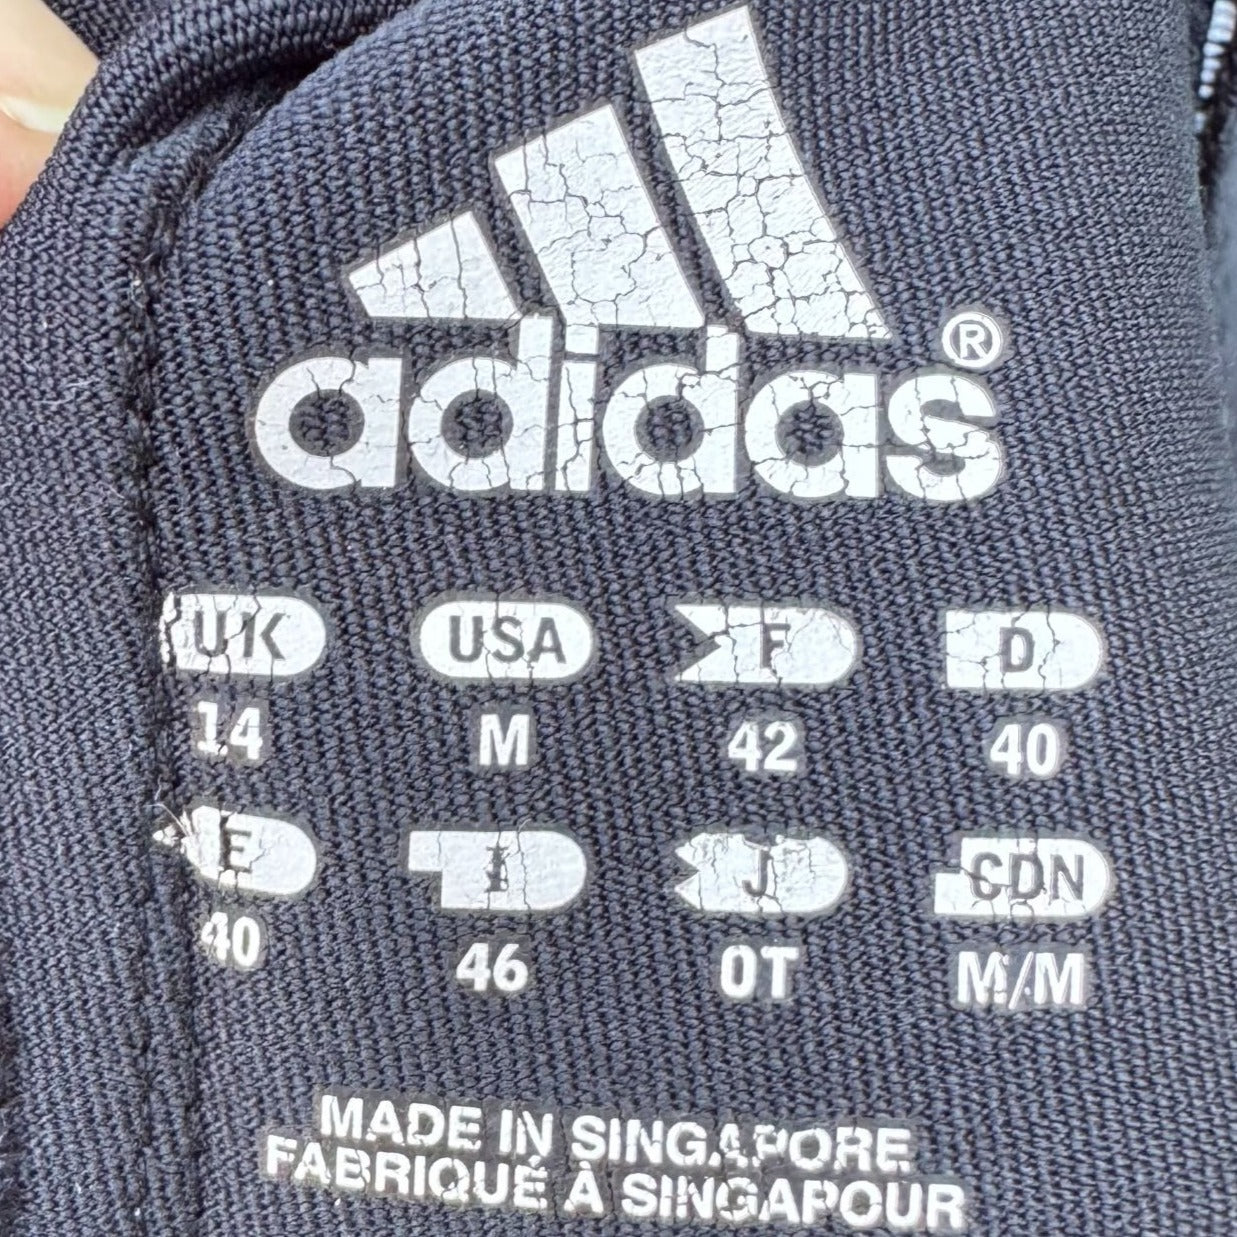 adidas®
UK USA F D
14 M 42 40
E I J CDN
40 46 OT M/M
MADE IN SINGAPORE
FABRIQUÉ À SINGAPOUR